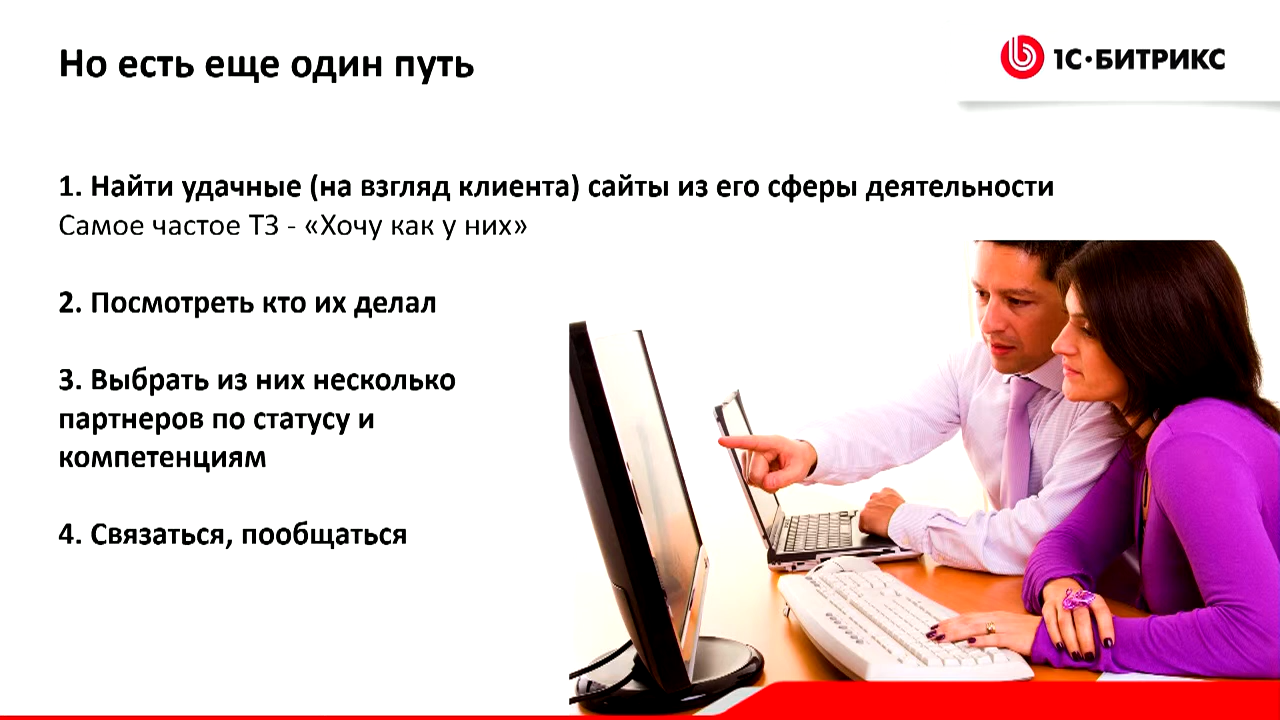 Но есть еще один путь
1С·БИТРИКС
1. Найти удачные (на взгляд клиента) сайты из его сферы деятельности
Самое частое ТЗ - «Хочу как у них»
2. Посмотреть кто их делал
3. Выбрать из них несколько
партнеров по статусу и
компетенциям
4. Связаться, пообщаться